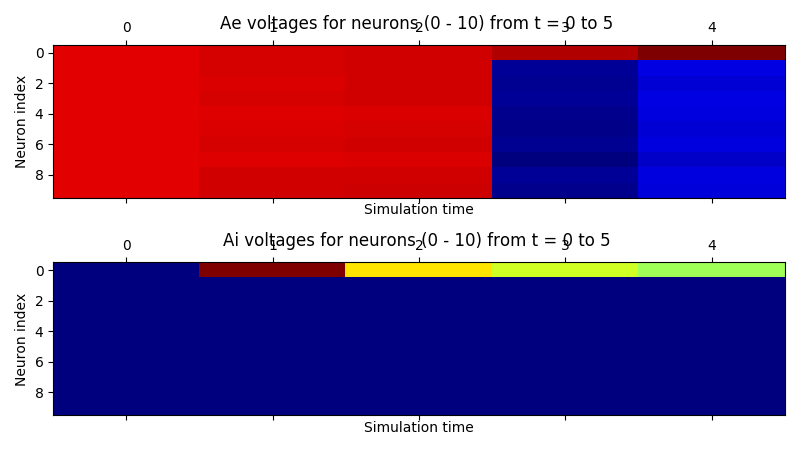 Ae voltages for neurons (0 - 10) from t = 0 to 5
0 1 2 3 4
Neuron index
0
2
4
6
8
Simulation time
Ai voltages for neurons (0 - 10) from t = 0 to 5
0 1 2 3 4
Neuron index
0
2
4
6
8
Simulation time